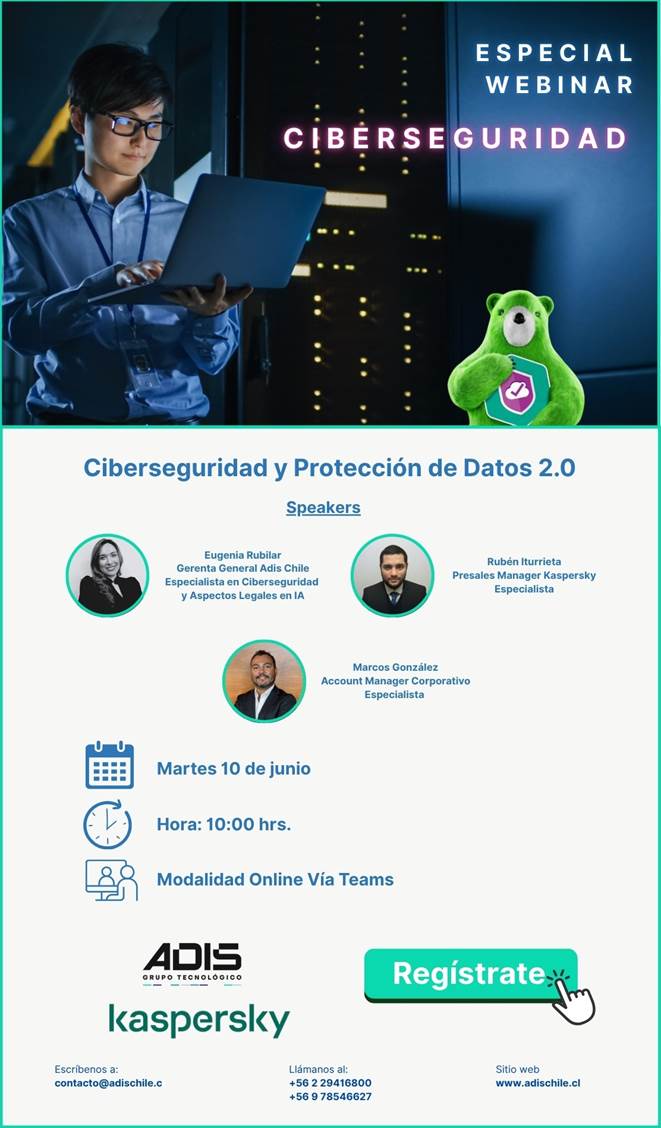 ESPECIAL
WEBINAR
CIBERSEGURIDAD
Ciberseguridad y Protección de Datos 2.0
Speakers
Eugenia Rubilar
Gerenta General Adis Chile
Especialista en Ciberseguridad
y Aspectos Legales en IA
Rubén Iturrieta
Presales Manager Kaspersky
Especialista
Marcos González
Account Manager Corporativo
Especialista
Martes 10 de junio
Hora: 10:00 hrs.
Modalidad Online Vía Teams
ADIS
GRUPO TECNOLÓGICO
kaspersky
Regístrate
Escríbenos a:
contacto@adischile.c
Llámanos al:
+56 2 29416800
+56 9 78546627
Sitio web
www.adischile.cl